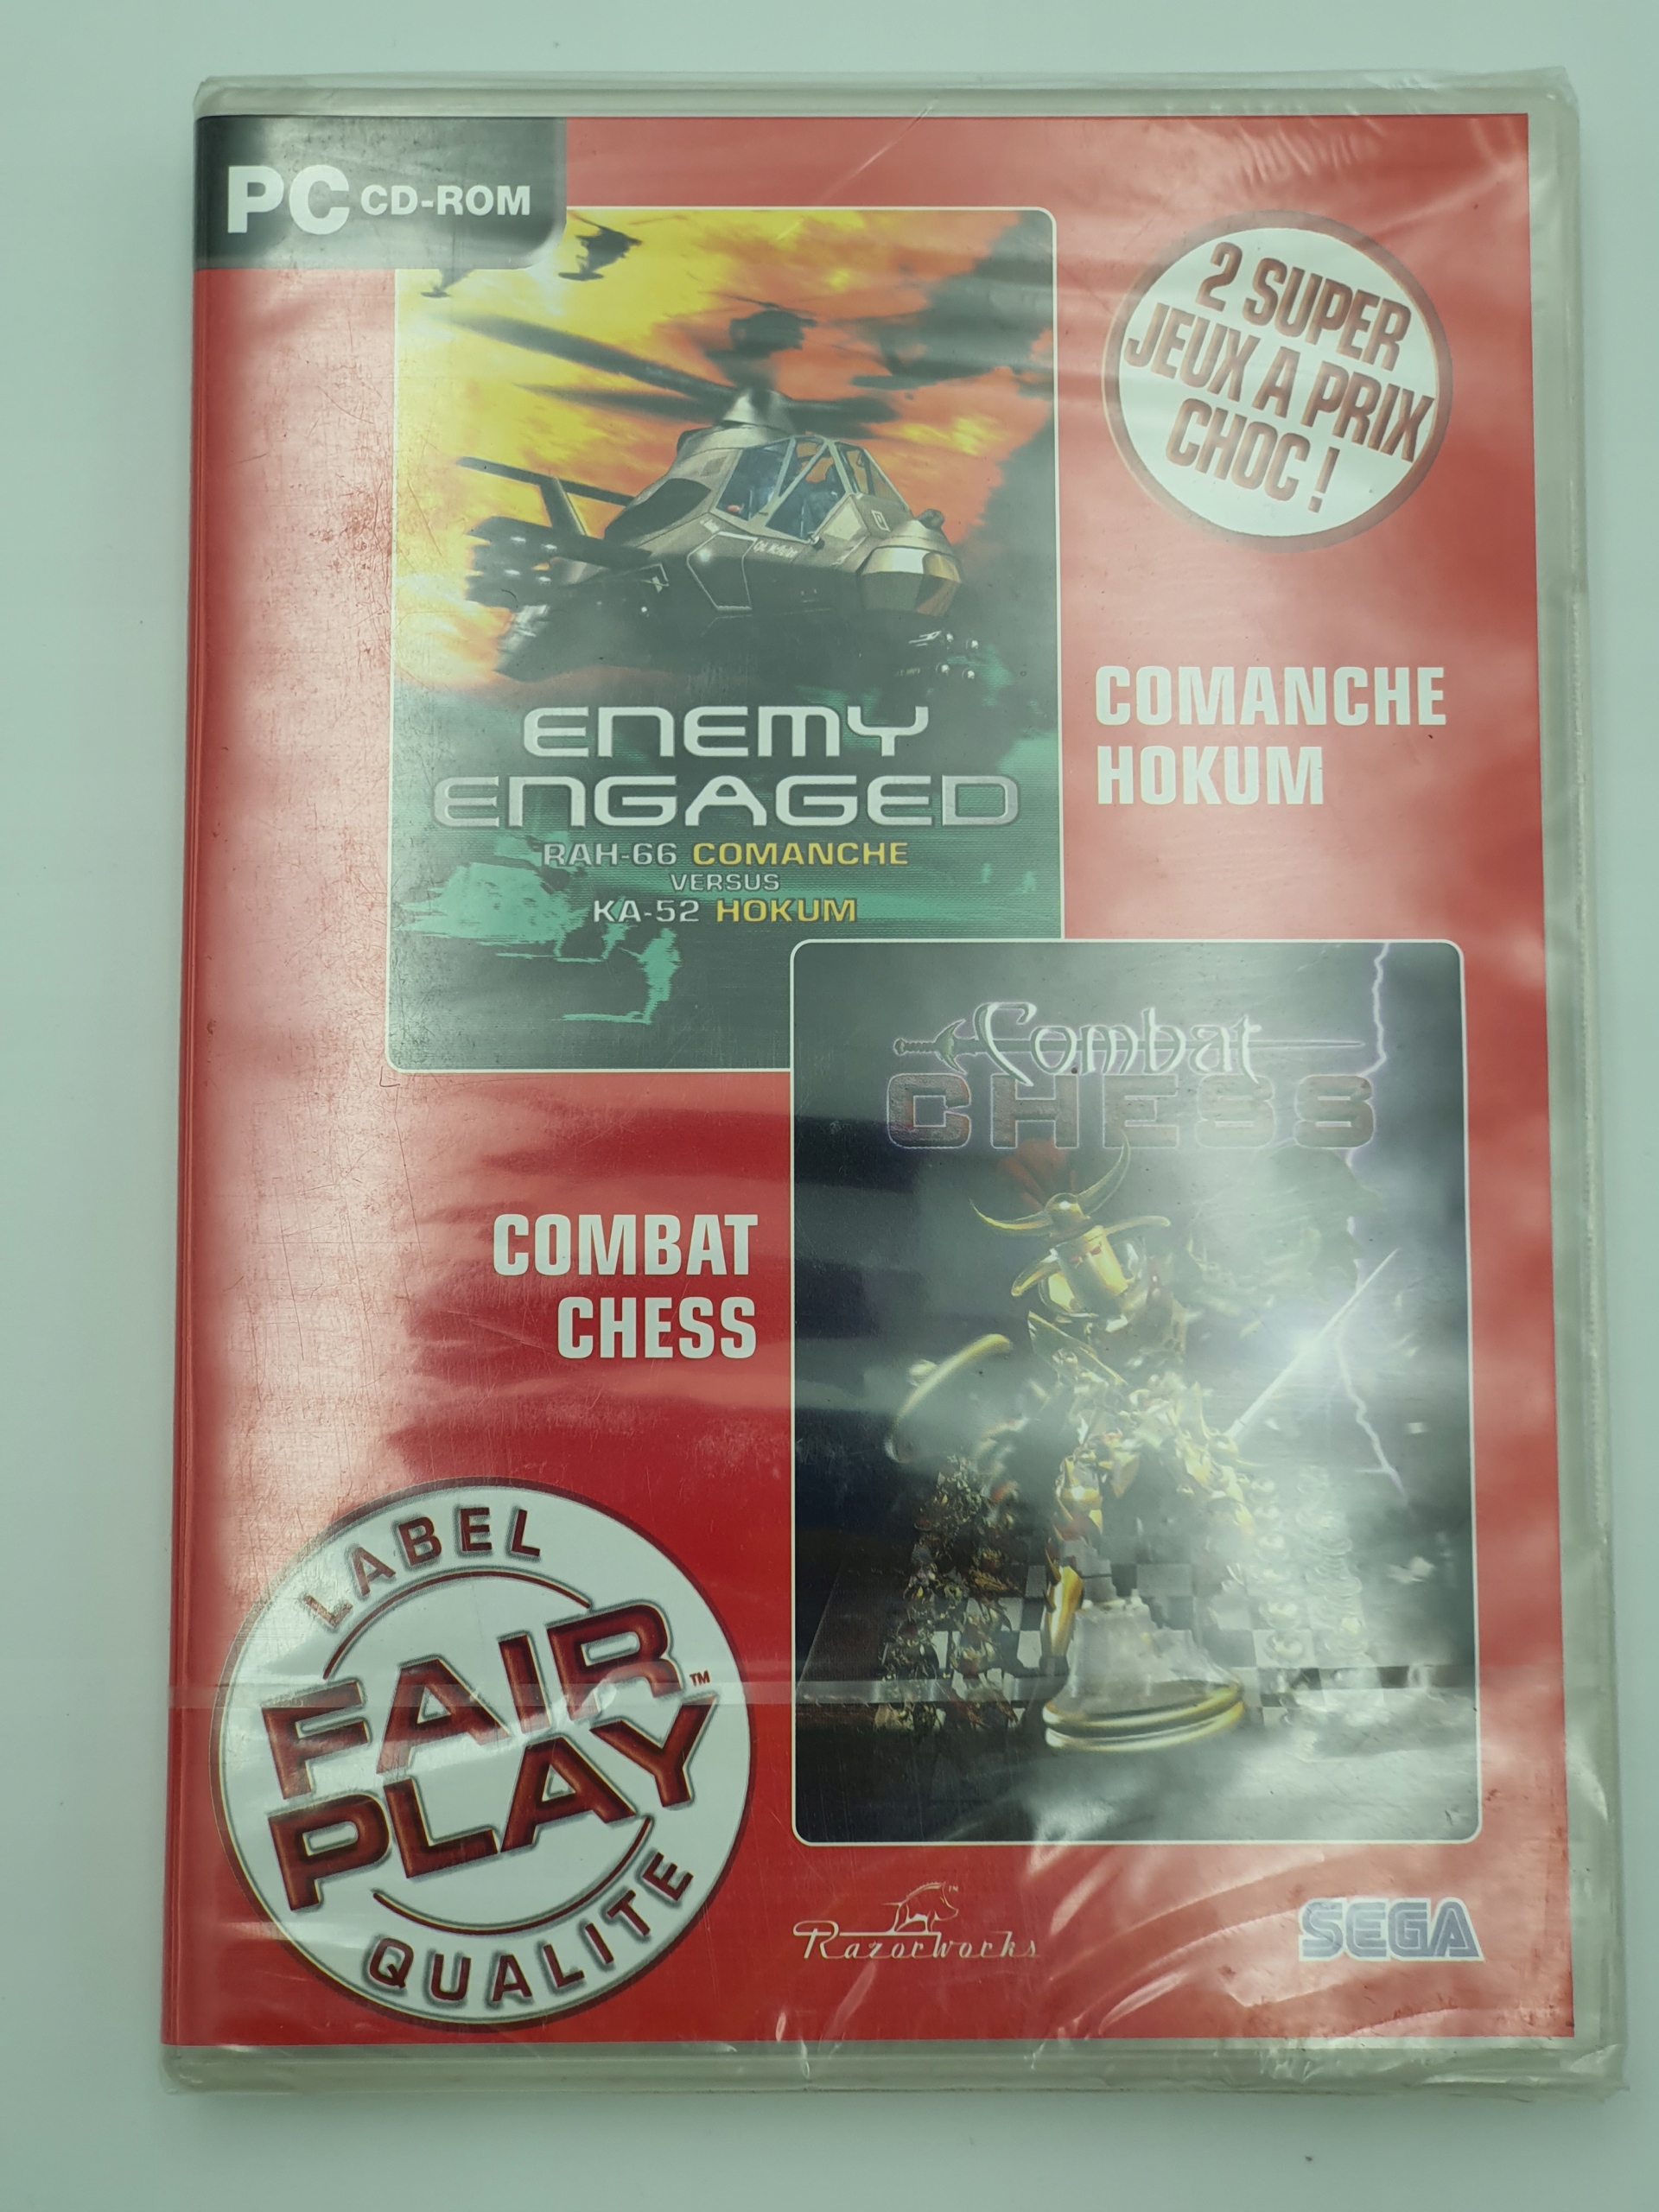 PC CD-ROM
2 SUPER
JEUX A PRIX
CHOC !
ENEMY
ENGAGED
RAH-66 COMANCHE
VERSUS
KA-52 HOKUM
COMANCHE
HOKUM
Combat
CHESS
COMBAT
CHESS
LABEL
FAIR
PLAY™
QUALITE
Razorworks
SEGA